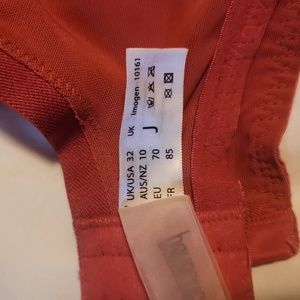 UK/USA 32 UK Imogen 10161
AUS/NZ 10
EU 70 J
FR 85